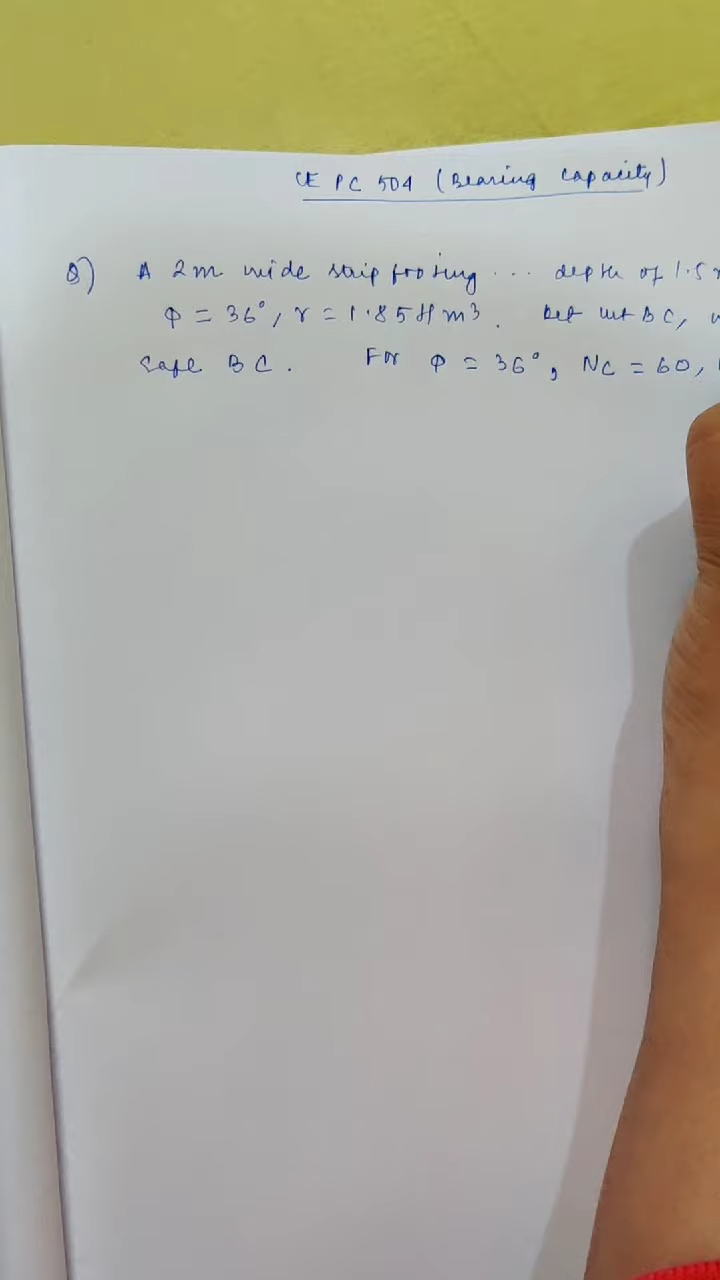 CE PC 504 (Bearing Capacity)
Q) A 2m wide strip footing ... depth of 1.5
φ = 36°, γ = 1.85 t/m3. Det ult BC,
safe BC. For φ = 36°, NC = 60,